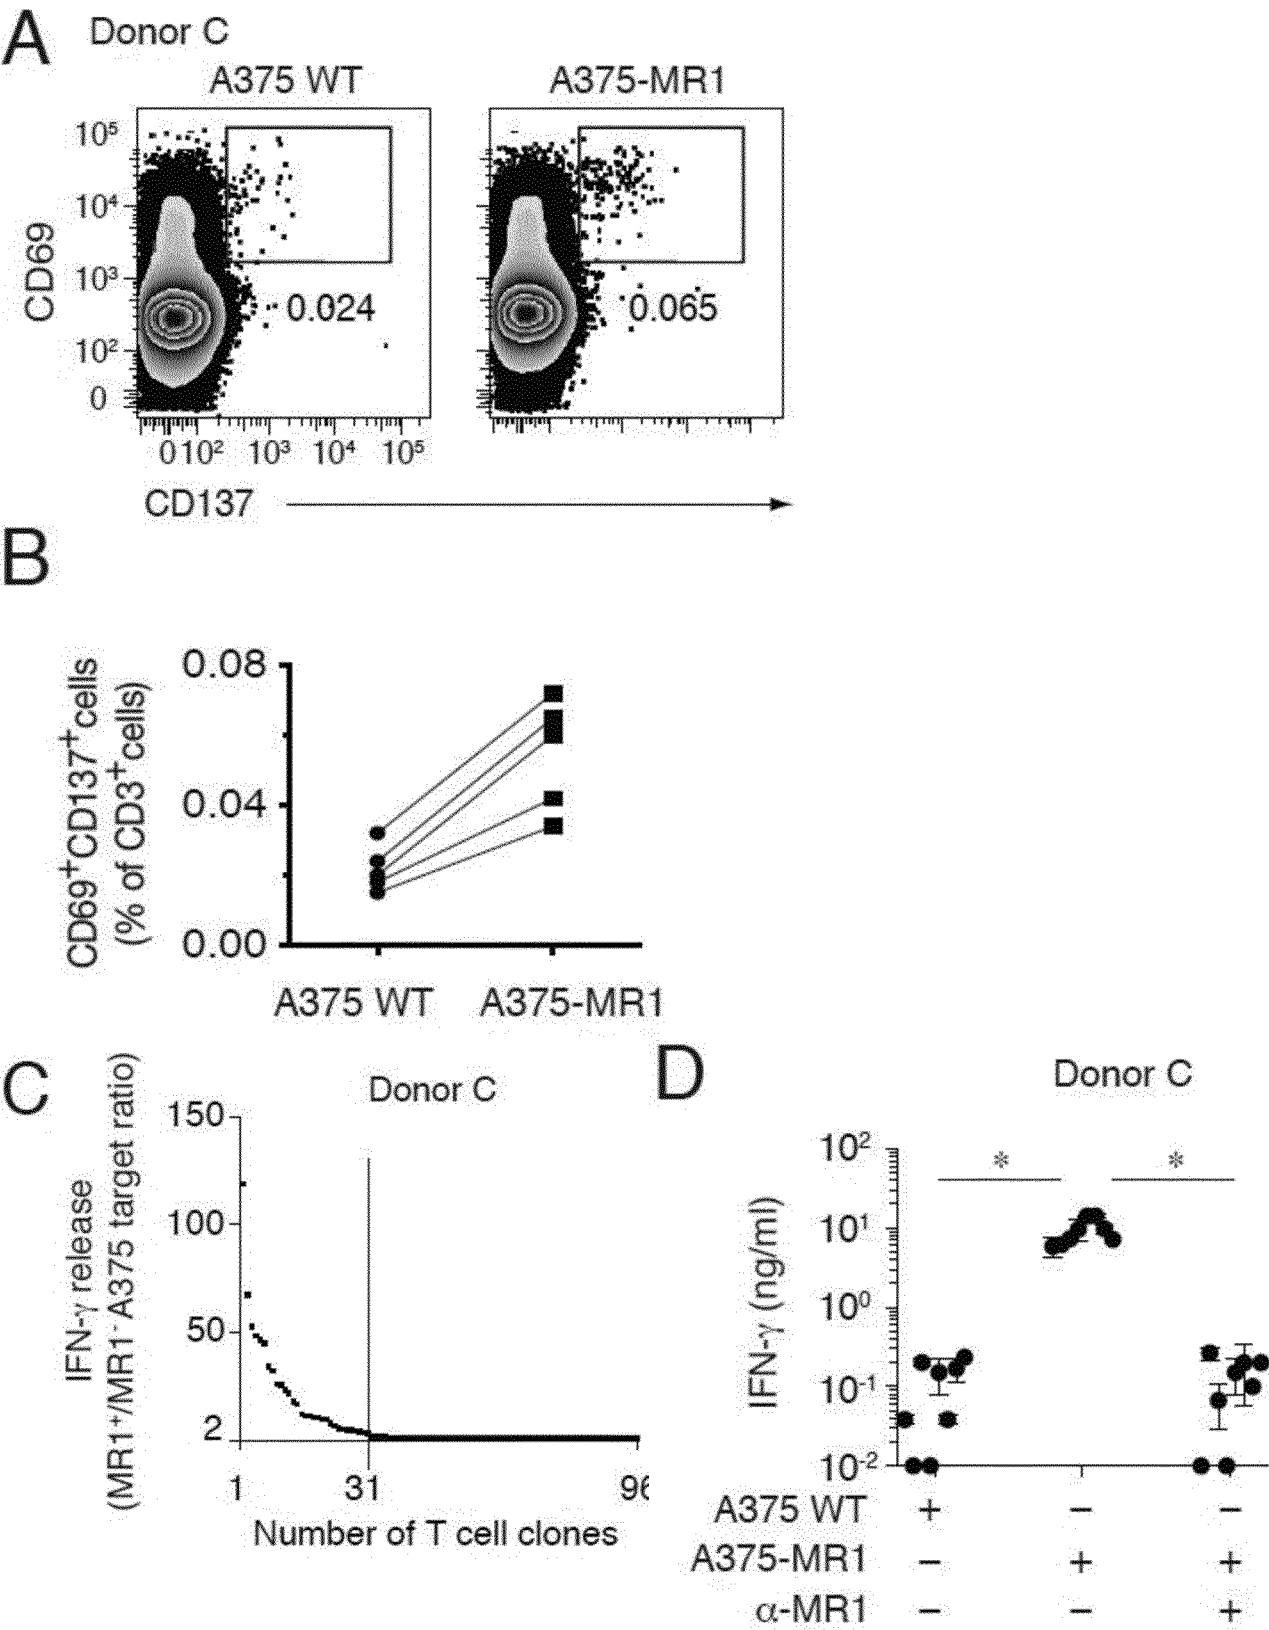 A
Donor C
A375 WT
A375-MR1
CD69
10⁵
10⁴
10³
10²
0
0.024
0.065
0 10² 10³ 10⁴ 10⁵
CD137
B
CD69⁺CD137⁺cells
(% of CD3⁺cells)
0.08
0.04
0.00
A375 WT
A375-MR1
C
Donor C
IFN-γ release
(MR1⁺/MR1⁻ A375 target ratio)
150
100
50
2
1
31
96
Number of T cell clones
D
Donor C
IFN-γ (ng/ml)
10²
10¹
10⁰
10⁻¹
10⁻²
* *
A375 WT + − −
A375-MR1 − + +
α-MR1 − − +